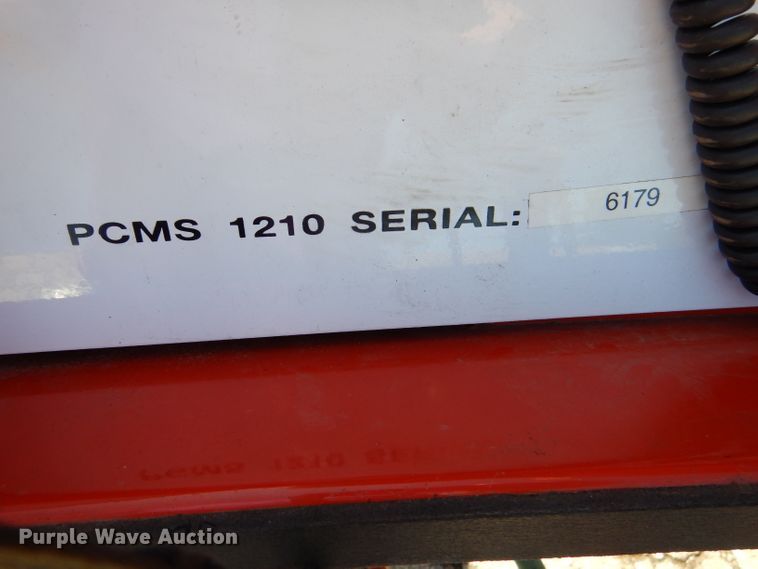 PCMS 1210 SERIAL: 6179
Purple Wave Auction®